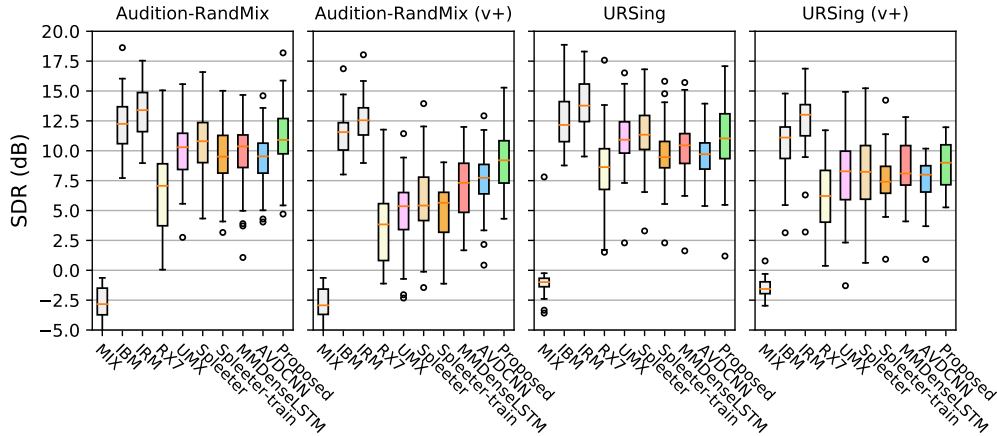 Audition-RandMix Audition-RandMix (v+) URSing URSing (v+)
SDR (dB)
20.0
17.5
15.0
12.5
10.0
7.5
5.0
2.5
0.0
−2.5
−5.0
MIX IBM IRM RX7 UMX Spleeter Spleeter-train MMDenseLSTM AVDCNN Proposed
MIX IBM IRM RX7 UMX Spleeter Spleeter-train MMDenseLSTM AVDCNN Proposed
MIX IBM IRM RX7 UMX Spleeter Spleeter-train MMDenseLSTM AVDCNN Proposed
MIX IBM IRM RX7 UMX Spleeter Spleeter-train MMDenseLSTM AVDCNN Proposed